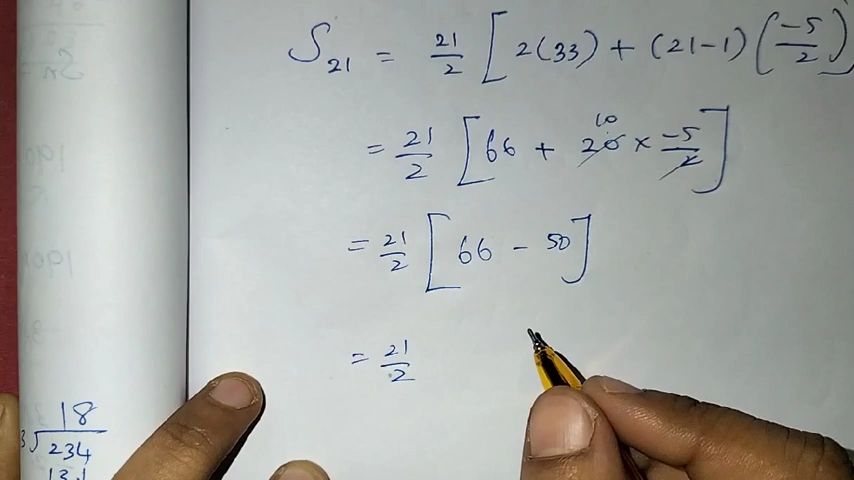 S₂₁ = 21/2 [2(33) + (21-1)(-5/2)]
= 21/2 [66 + 20 10 × -5/2]
= 21/2 [66 - 50]
= 21/2
18
3√234